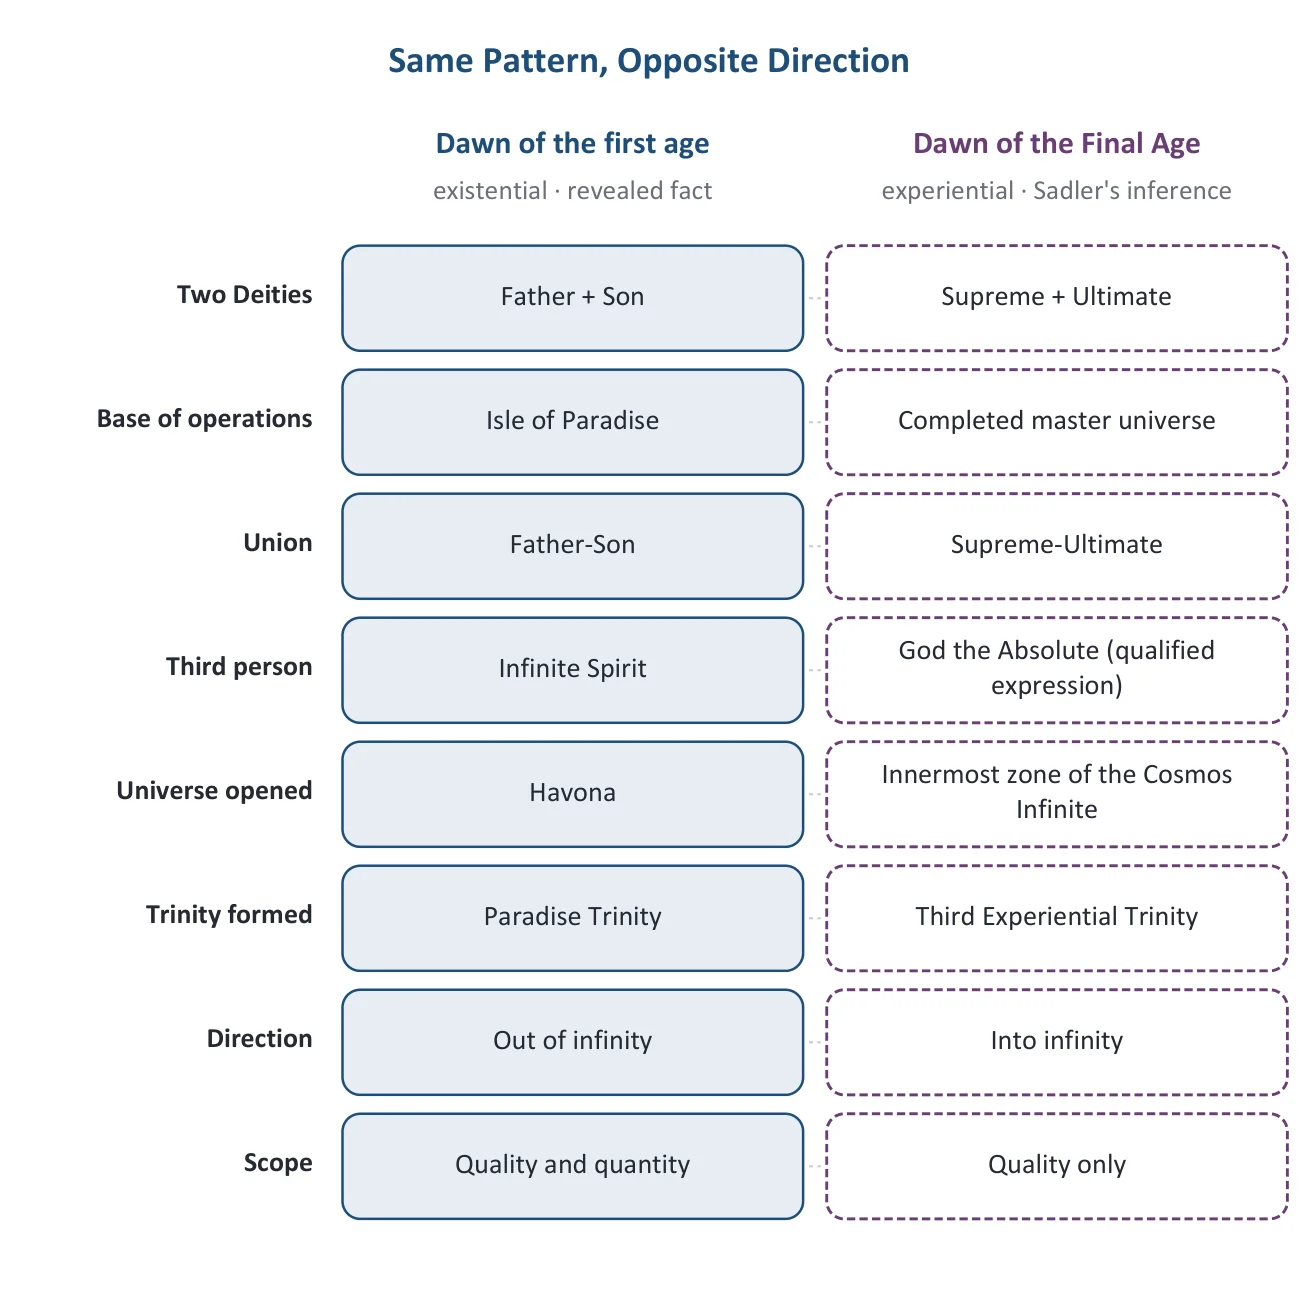 Same Pattern, Opposite Direction
Dawn of the first age
Dawn of the Final Age
existential · revealed fact
experiential · Sadler's inference
Two Deities
Father + Son
Supreme + Ultimate
Base of operations
Isle of Paradise
Completed master universe
Union
Father-Son
Supreme-Ultimate
Third person
Infinite Spirit
God the Absolute (qualified
expression)
Universe opened
Havona
Innermost zone of the Cosmos
Infinite
Trinity formed
Paradise Trinity
Third Experiential Trinity
Direction
Out of infinity
Into infinity
Scope
Quality and quantity
Quality only